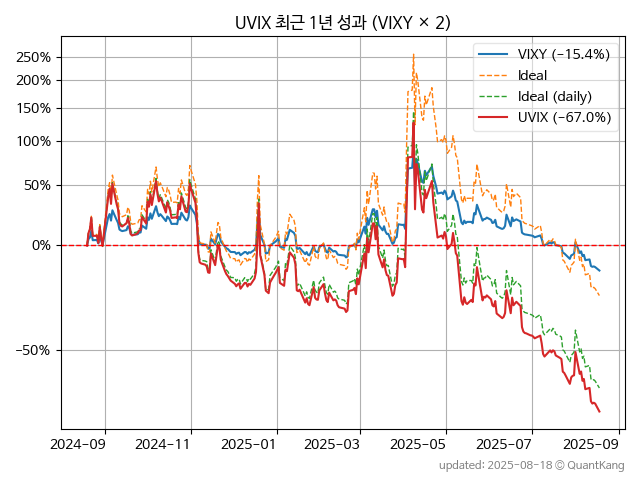 UVIX 최근 1년 성과 (VIXY × 2)
250%
200%
150%
100%
50%
0%
−50%
VIXY (−15.4%)
Ideal
Ideal (daily)
UVIX (−67.0%)
2024-09
2024-11
2025-01
2025-03
2025-05
2025-07
2025-09
updated: 2025-08-18 © QuantKang